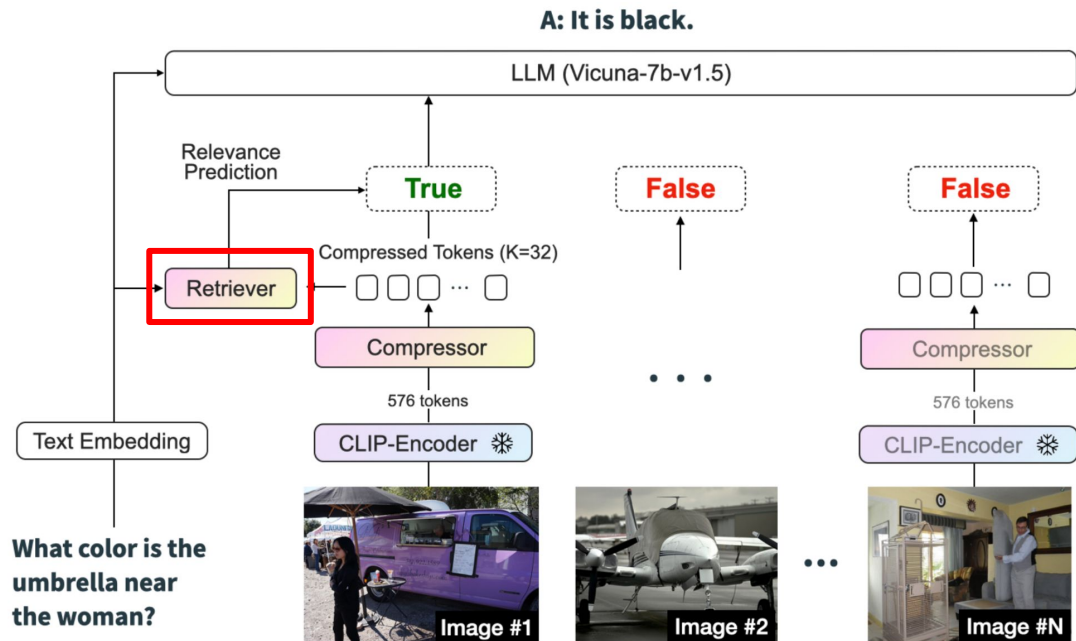 A: It is black.
LLM (Vicuna-7b-v1.5)
Relevance
Prediction
True
False
False
Compressed Tokens (K=32)
Retriever
...
...
Compressor
Compressor
...
576 tokens
576 tokens
Text Embedding
CLIP-Encoder
CLIP-Encoder
What color is the
umbrella near
the woman?
...
Image #1
Image #2
Image #N